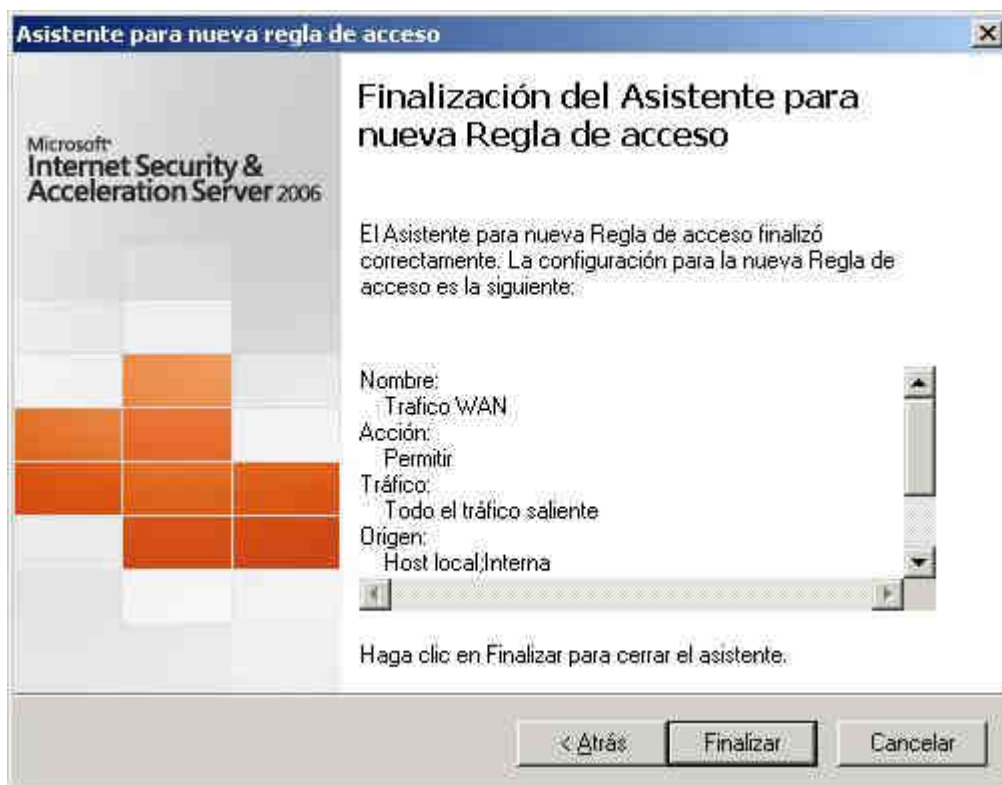 Asistente para nueva regla de acceso
Microsoft
Internet Security &
Acceleration Server 2006
Finalización del Asistente para
nueva Regla de acceso
El Asistente para nueva Regla de acceso finalizó
correctamente. La configuración para la nueva Regla de
acceso es la siguiente:
Nombre:
Trafico WAN
Acción:
Permitir
Tráfico:
Todo el tráfico saliente
Origen:
Host local;Interna
Haga clic en Finalizar para cerrar el asistente.
< Atrás
Finalizar
Cancelar